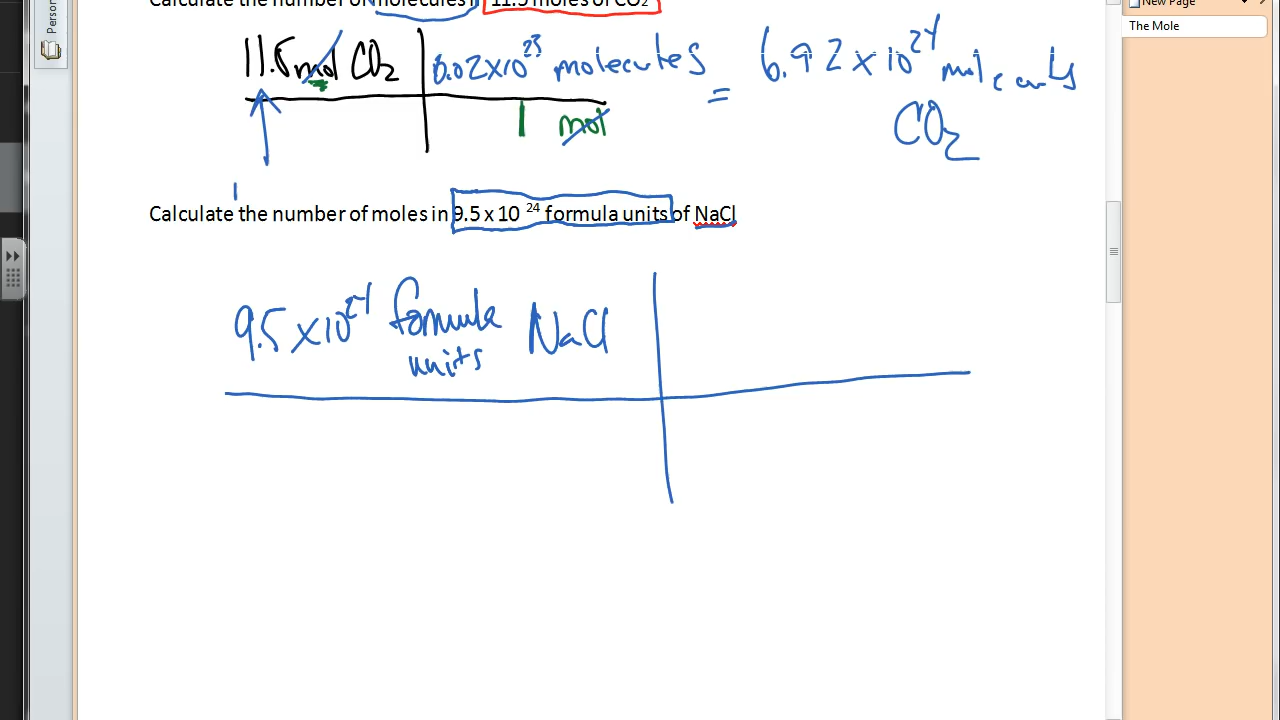 Calculate the number of molecules in 11.5 moles of CO2
11.5 mol CO2 6.02x10^23 molecules = 6.92 x 10^24 molecules
1 mol CO2
Calculate the number of moles in 9.5 x 10 24 formula units of NaCl
9.5 x10^24 formula NaCl
units
New Page
The Mole
Person